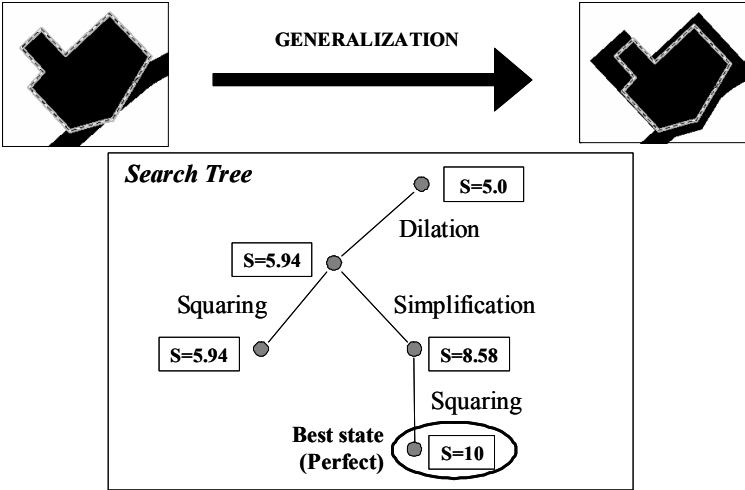 GENERALIZATION
Search Tree
S=5.0
Dilation
S=5.94
Squaring
Simplification
S=5.94
S=8.58
Squaring
Best state
(Perfect)
S=10